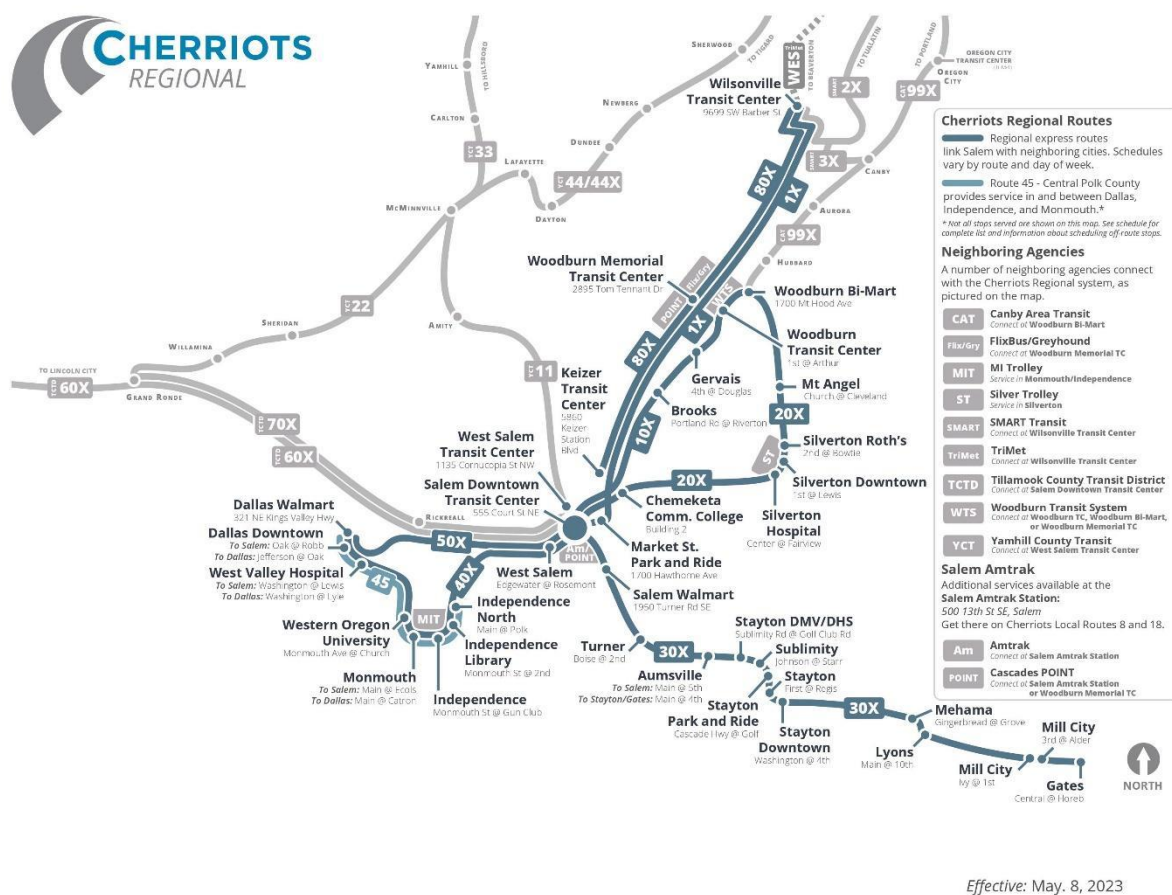 CHERRIOTS
REGIONAL
YAMHILL
TO HILLSBORO
CARLTON
YCT 33
LAFAYETTE
MCMINNVILLE
DAYTON
DUNDEE
YCT 44/44X
NEWBERG
SHERWOOD
TO TIGARD
TriMet
WES
TO BEAVERTON
SMART 2X
TO TUALATIN
CAT 99X
TO PORTLAND
OREGON CITY
TRANSIT CENTER
OREGON
CITY
Wilsonville
Transit Center
9699 SW Barber St
SMART 3X
CANBY
AURORA
CAT 99X
HUBBARD
80X
1X
Woodburn Memorial
Transit Center
2895 Tom Tennant Dr
POINT
Flix/Gry
WTS
Woodburn Bi-Mart
1700 Mt Hood Ave
Woodburn
Transit Center
1st @ Arthur
80X
1X
Gervais
4th @ Douglas
Mt Angel
Church @ Cleveland
Brooks
Portland Rd @ Riverton
10X
20X
Silverton Roth's
2nd @ Bowtie
ST
Silverton Downtown
1st @ Lewis
Silverton
Hospital
Center @ Fairview
20X
Chemeketa
Comm. College
Building 2
Market St.
Park and Ride
1700 Hawthorne Ave
Keizer
Transit
Center
5860
Keizer
Station
Blvd
YCT 22
SHERIDAN
WILLAMINA
AMITY
YCT 11
TO LINCOLN CITY
TCTD 60X
GRAND RONDE
TCTD 70X
TCTD 60X
RICKREALL
West Salem
Transit Center
1135 Cornucopia St NW
Salem Downtown
Transit Center
555 Court St NE
Am/
POINT
Dallas Walmart
321 NE Kings Valley Hwy
Dallas Downtown
To Salem: Oak @ Robb
To Dallas: Jefferson @ Oak
West Valley Hospital
To Salem: Washington @ Lewis
To Dallas: Washington @ Lyle
50X
45
40X
MIT
West Salem
Edgewater @ Rosemont
Independence
North
Main @ Polk
Independence
Library
Monmouth St @ 2nd
Western Oregon
University
Monmouth Ave @ Church
Monmouth
To Salem: Main @ Ecols
To Dallas: Main @ Catron
Independence
Monmouth St @ Gun Club
Salem Walmart
1950 Turner Rd SE
Turner
Boise @ 2nd
30X
Aumsville
To Salem: Main @ 5th
To Stayton/Gates: Main @ 4th
Stayton DMV/DHS
Sublimity Rd @ Golf Club Rd
Sublimity
Johnson @ Starr
Stayton
First @ Regis
Stayton
Park and Ride
Cascade Hwy @ Golf
Stayton
Downtown
Washington @ 4th
30X
Mehama
Gingerbread @ Grove
Lyons
Main @ 10th
Mill City
3rd @ Alder
Mill City
Ivy @ 1st
Gates
Central @ Horeb
NORTH
Cherriots Regional Routes
Regional express routes
link Salem with neighboring cities. Schedules
vary by route and day of week.
Route 45 - Central Polk County
provides service in and between Dallas,
Independence, and Monmouth.*
* Not all stops served are shown on this map. See schedule for
complete list and information about scheduling off-route stops.
Neighboring Agencies
A number of neighboring agencies connect
with the Cherriots Regional system, as
pictured on the map.
CAT Canby Area Transit
Connect at Woodburn Bi-Mart
Flix/Gry FlixBus/Greyhound
Connect at Woodburn Memorial TC
MIT MI Trolley
Service in Monmouth/Independence
ST Silver Trolley
Service in Silverton
SMART SMART Transit
Connect at Wilsonville Transit Center
TriMet TriMet
Connect at Wilsonville Transit Center
TCTD Tillamook County Transit District
Connect at Salem Downtown Transit Center
WTS Woodburn Transit System
Connect at Woodburn TC, Woodburn Bi-Mart,
or Woodburn Memorial TC
YCT Yamhill County Transit
Connect at West Salem Transit Center
Salem Amtrak
Additional services available at the
Salem Amtrak Station:
500 13th St SE, Salem
Get there on Cherriots Local Routes 8 and 18.
Am Amtrak
Connect at Salem Amtrak Station
POINT Cascades POINT
Connect at Salem Amtrak Station
or Woodburn Memorial TC
Effective: May. 8, 2023